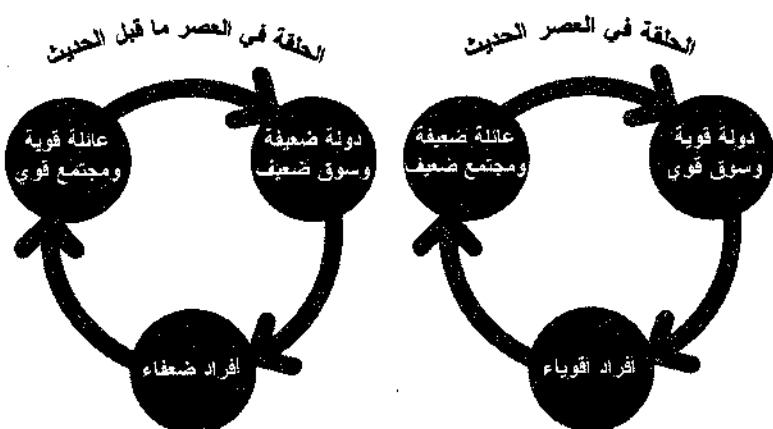 الحلقة في العصر الحديث
عائلة ضعيفة
ومجتمع ضعيف
دولة قوية
وسوق قوي
أفراد أقوياء
الحلقة في العصر ما قبل الحديث
عائلة قوية
ومجتمع قوي
دولة ضعيفة
وسوق ضعيف
أفراد ضعفاء